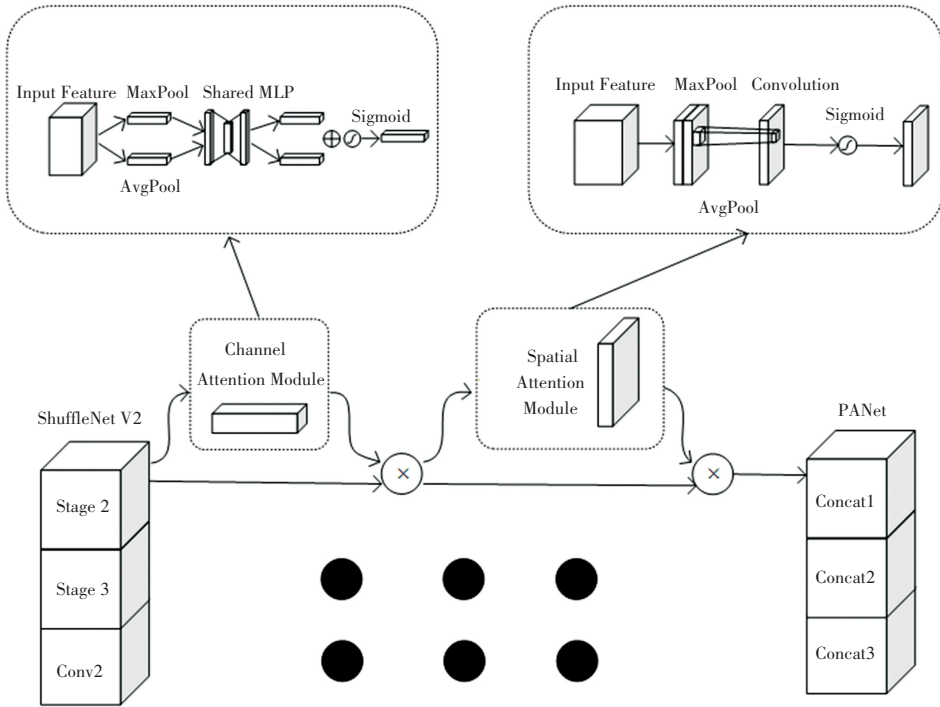 Input Feature
MaxPool
Shared MLP
Sigmoid
AvgPool
Input Feature
MaxPool
Convolution
Sigmoid
AvgPool
Channel
Attention Module
Spatial
Attention
Module
ShuffleNet V2
PANet
×
×
Stage 2
Stage 3
Conv2
Concat1
Concat2
Concat3